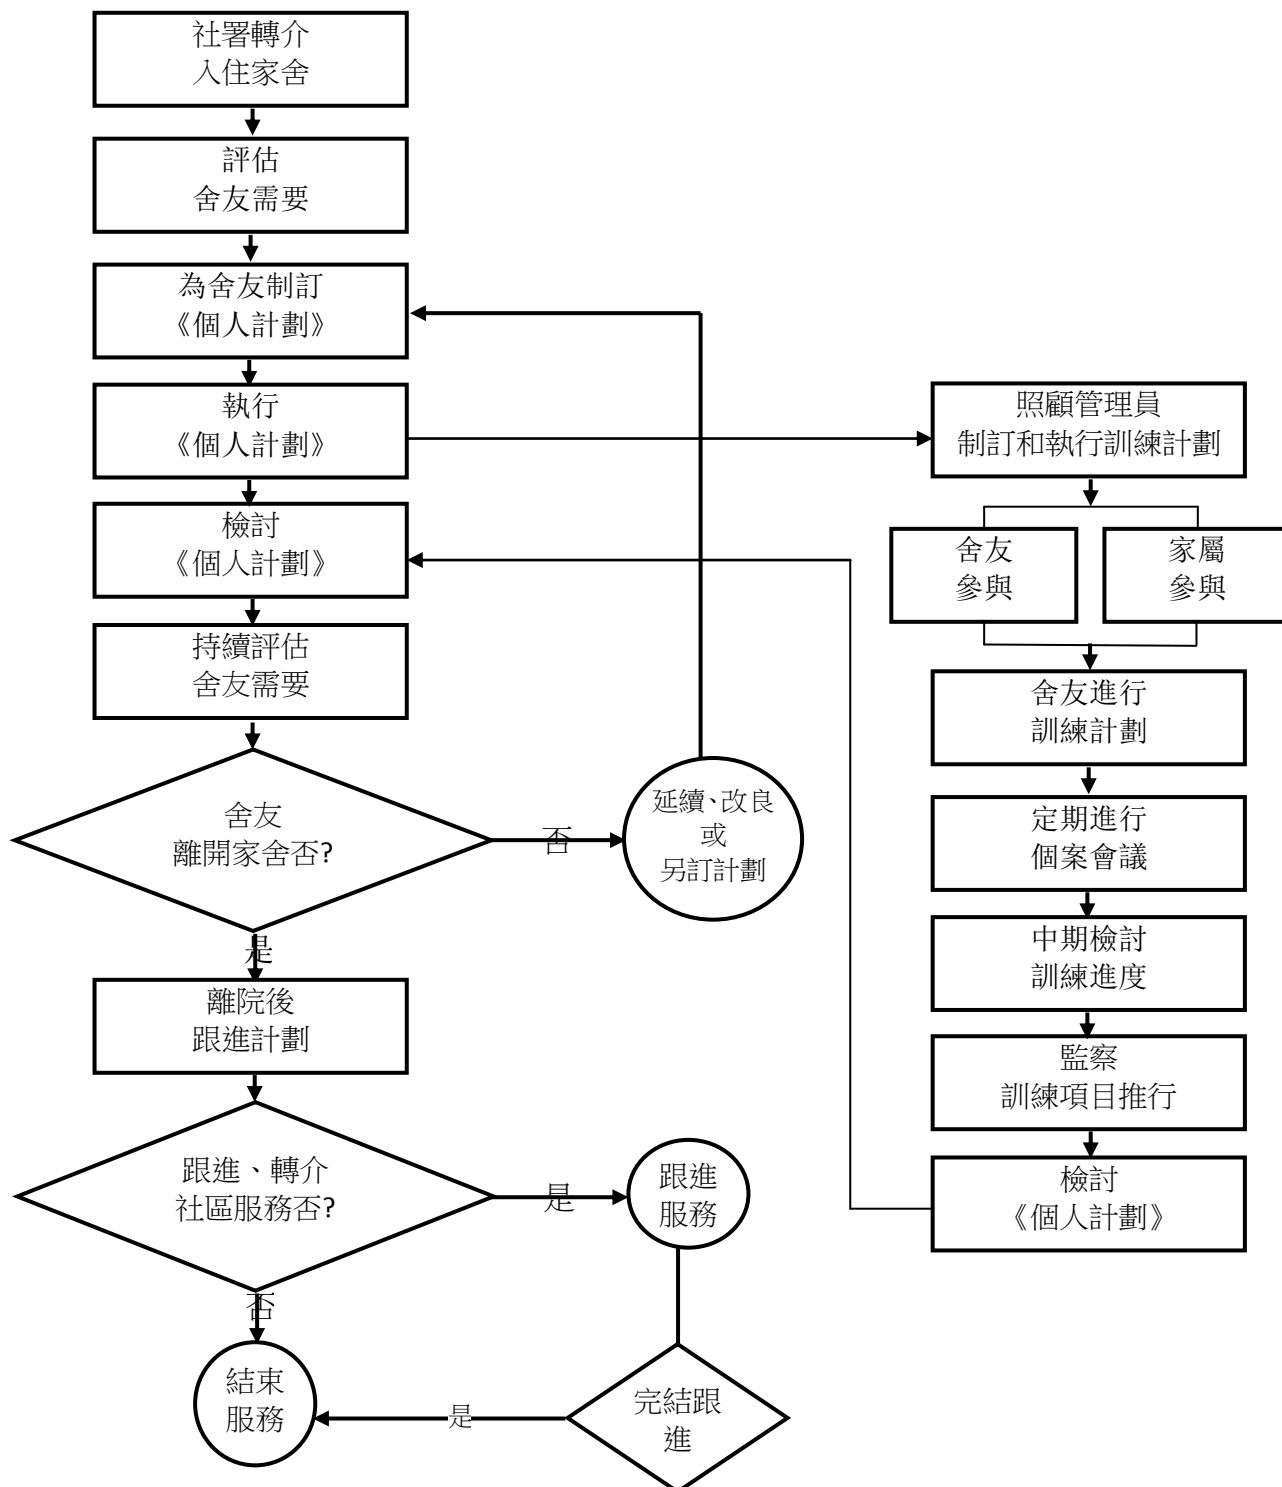 社署轉介
入住家舍
評估
舍友需要
為舍友制訂
《個人計劃》
執行
《個人計劃》
檢討
《個人計劃》
持續評估
舍友需要
舍友
離開家舍否?
否
延續、改良
或
另訂計劃
是
離院後
跟進計劃
跟進、轉介
社區服務否?
是
跟進
服務
否
結束
服務
是
完結跟
進
照顧管理員
制訂和執行訓練計劃
舍友
參與
家屬
參與
舍友進行
訓練計劃
定期進行
個案會議
中期檢討
訓練進度
監察
訓練項目推行
檢討
《個人計劃》